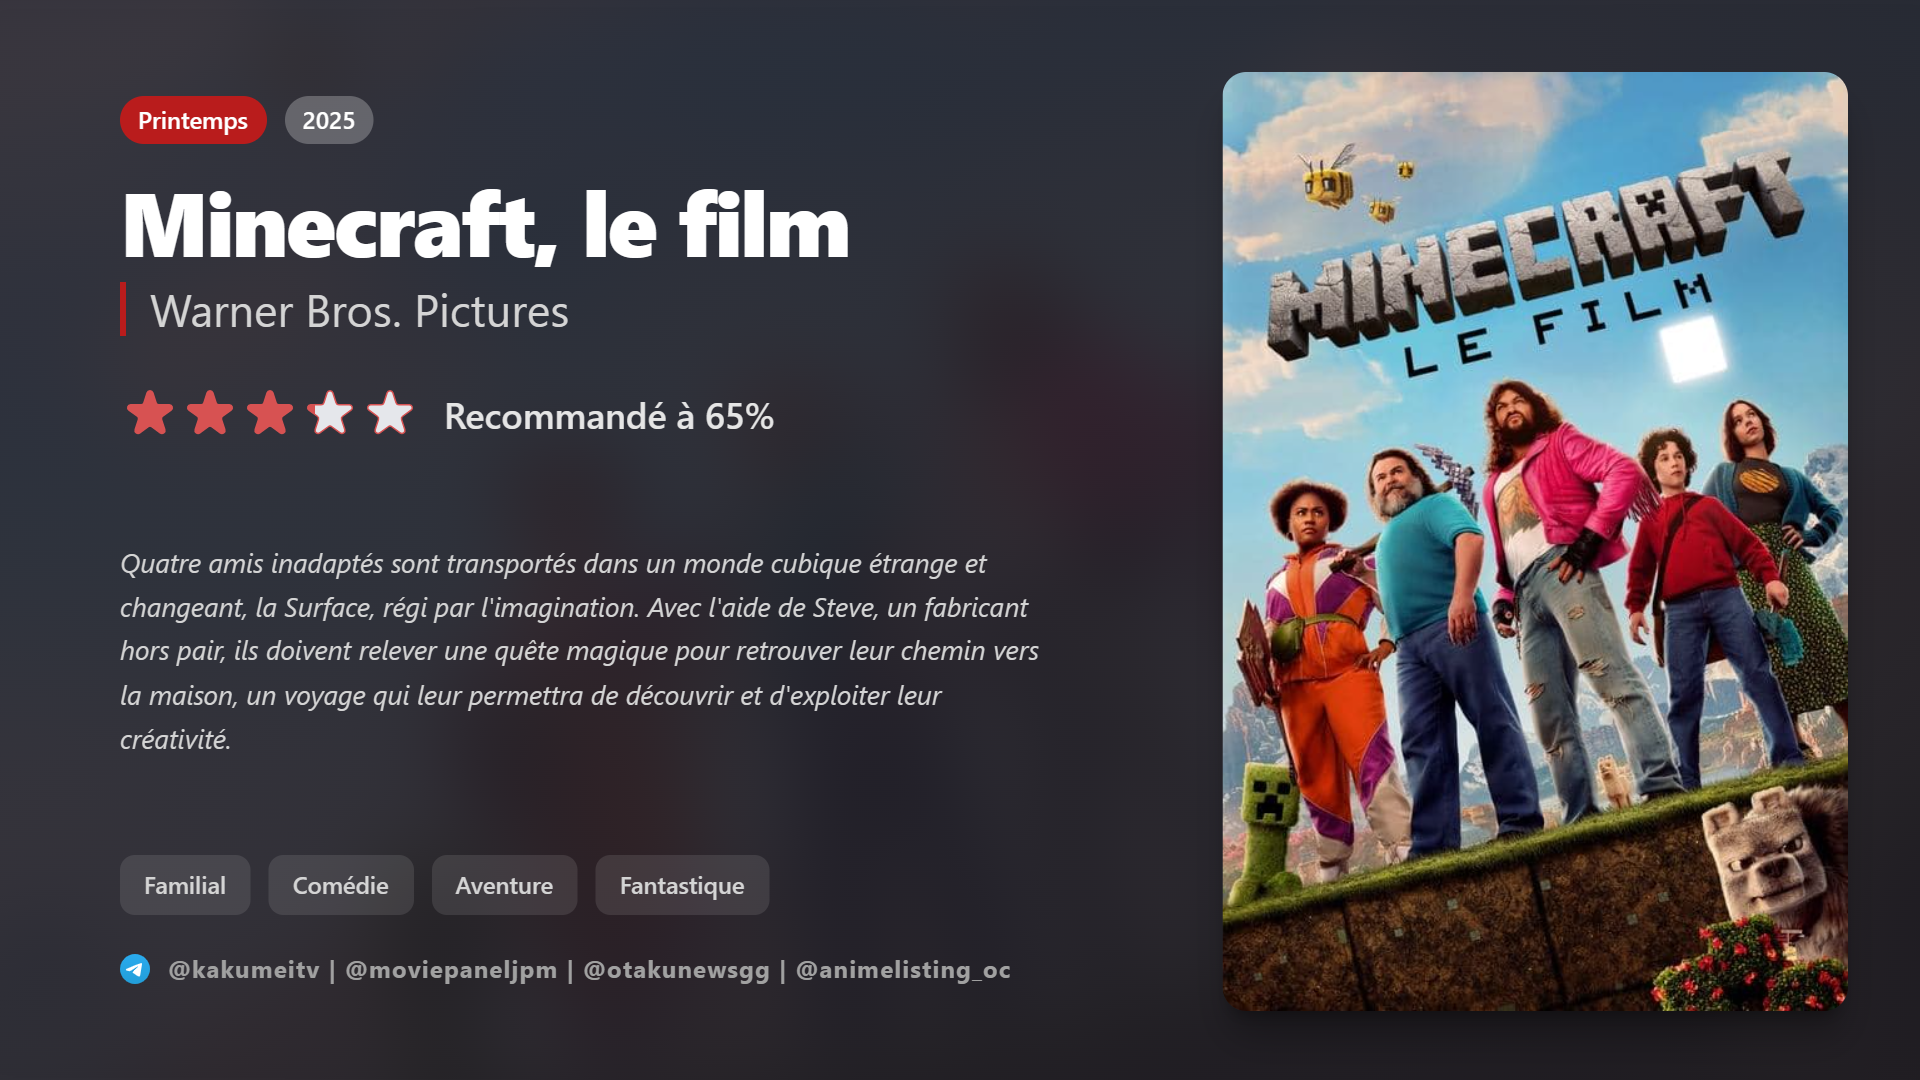 Printemps 2025
Minecraft, le film
Warner Bros. Pictures
Recommandé à 65%
Quatre amis inadaptés sont transportés dans un monde cubique étrange et
changeant, la Surface, régi par l'imagination. Avec l'aide de Steve, un fabricant
hors pair, ils doivent relever une quête magique pour retrouver leur chemin vers
la maison, un voyage qui leur permettra de découvrir et d'exploiter leur
créativité.
Familial Comédie Aventure Fantastique
@kakumeitv | @moviepaneljpm | @otakunewsgg | @animelisting_oc
MINECRAFT
LE FILM